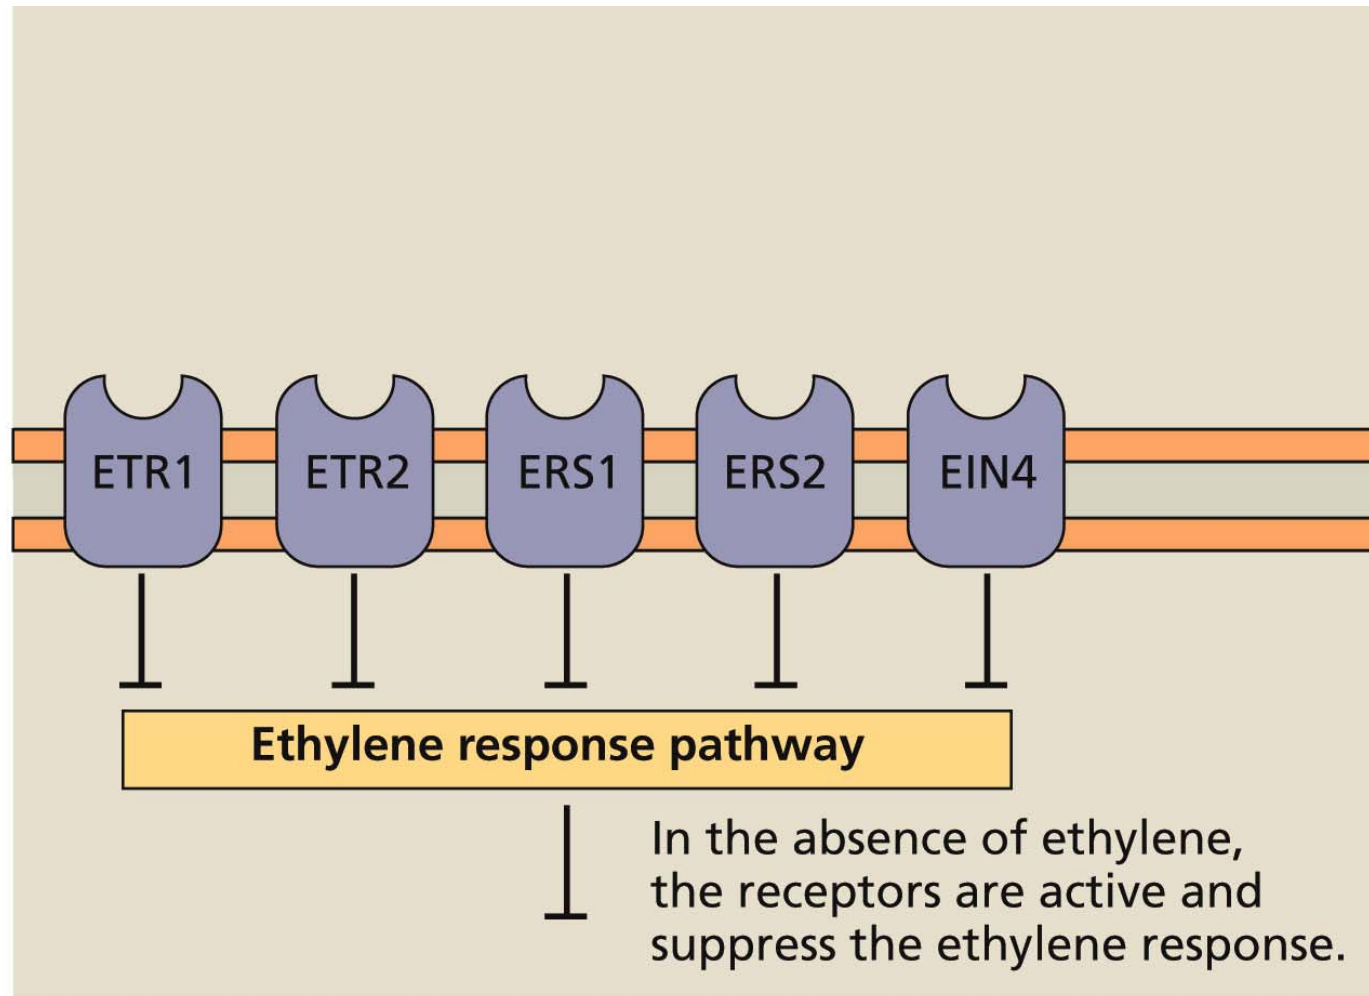 ETR1 ETR2 ERS1 ERS2 EIN4
Ethylene response pathway
In the absence of ethylene,
the receptors are active and
suppress the ethylene response.